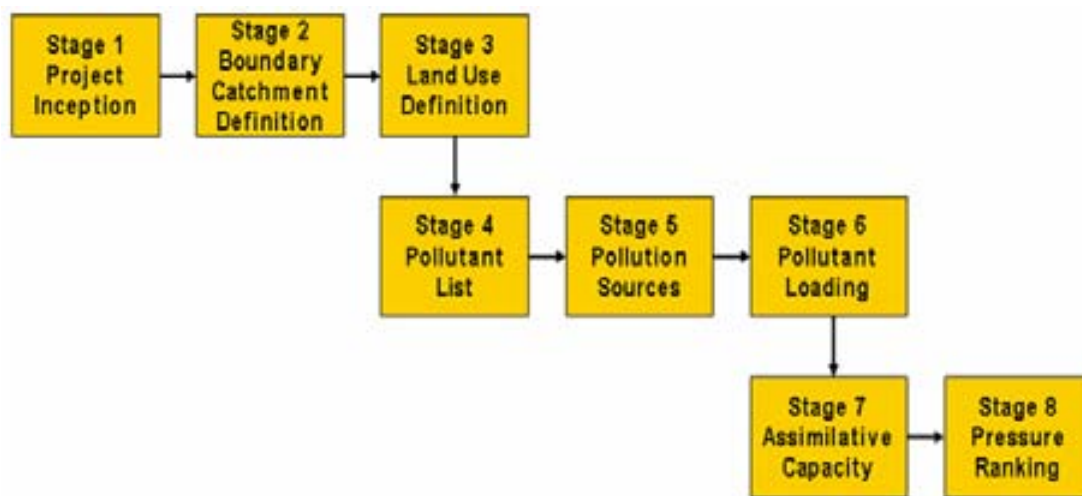 Stage 1
Project
Inception
Stage 2
Boundary
Catchment
Definition
Stage 3
Land Use
Definition
Stage 4
Pollutant
List
Stage 5
Pollution
Sources
Stage 6
Pollutant
Loading
Stage 7
Assimilative
Capacity
Stage 8
Pressure
Ranking